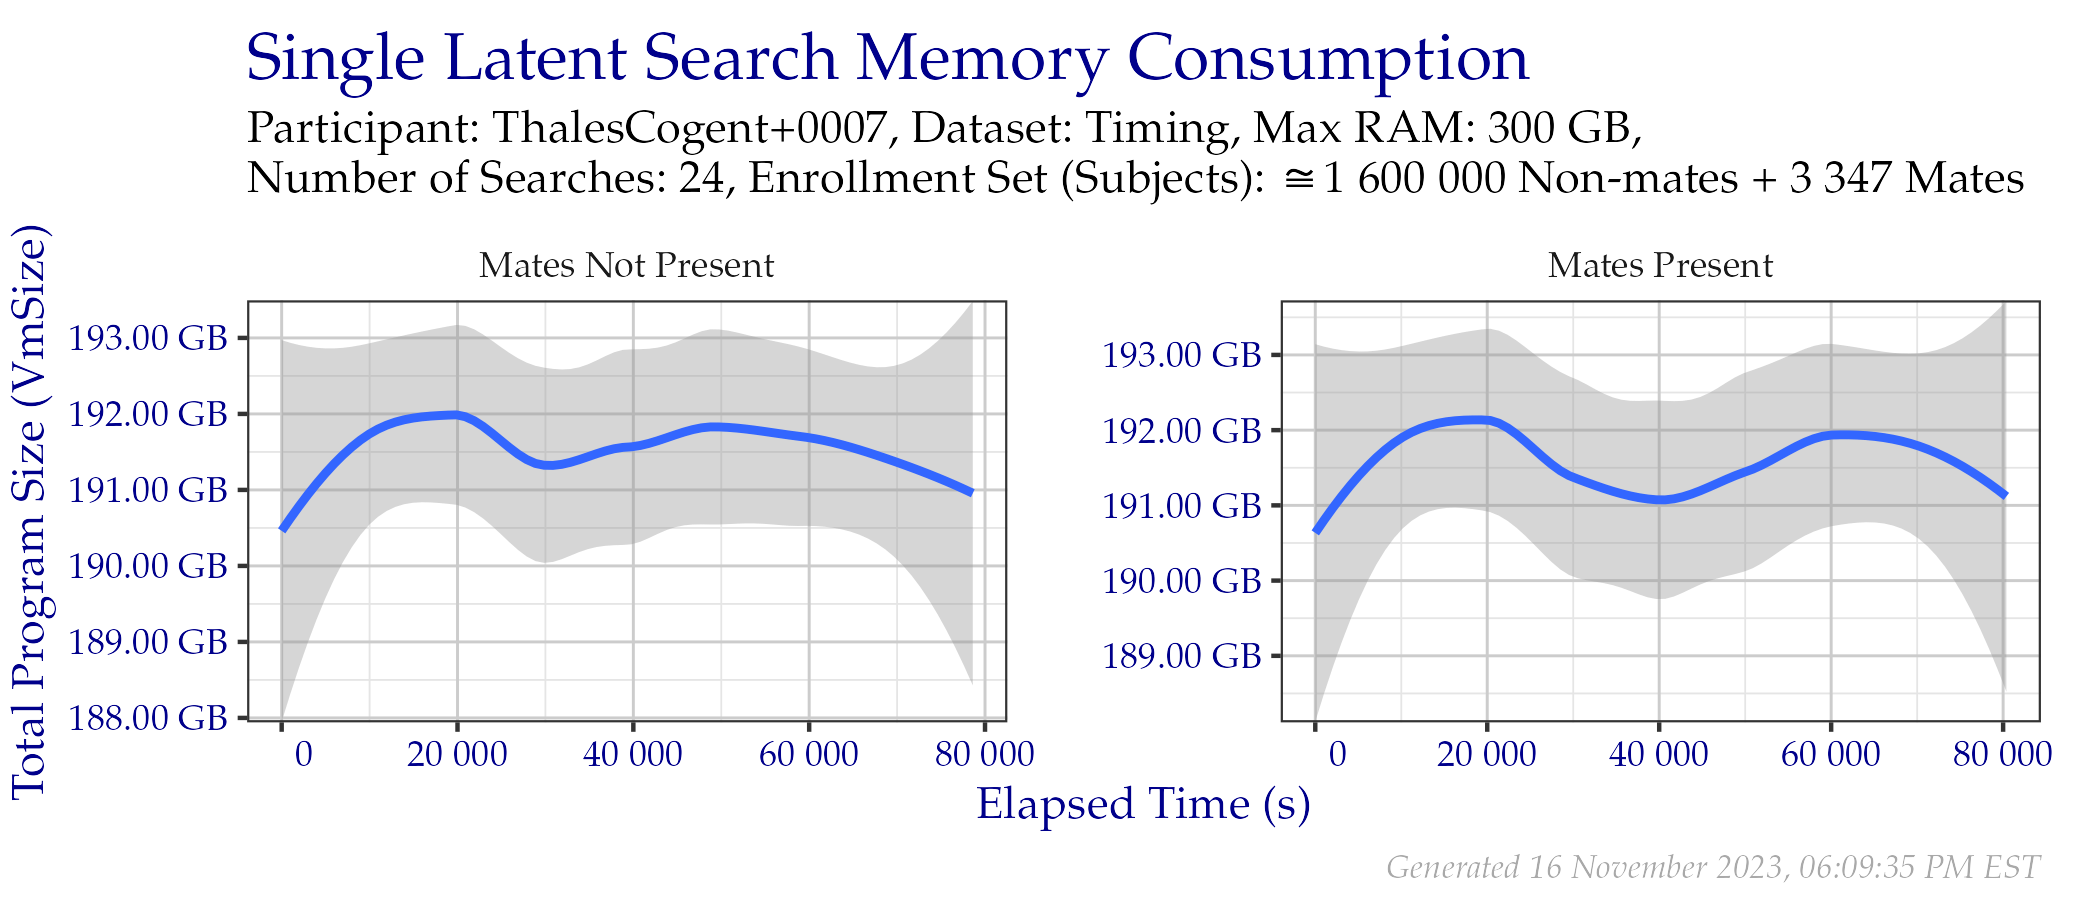 Single Latent Search Memory Consumption
Participant: ThalesCogent+0007, Dataset: Timing, Max RAM: 300 GB,
Number of Searches: 24, Enrollment Set (Subjects): ≅ 1 600 000 Non-mates + 3 347 Mates
Total Program Size (VmSize)
Mates Not Present
193.00 GB
192.00 GB
191.00 GB
190.00 GB
189.00 GB
188.00 GB
0 20 000 40 000 60 000 80 000
Mates Present
193.00 GB
192.00 GB
191.00 GB
190.00 GB
189.00 GB
0 20 000 40 000 60 000 80 000
Elapsed Time (s)
Generated 16 November 2023, 06:09:35 PM EST